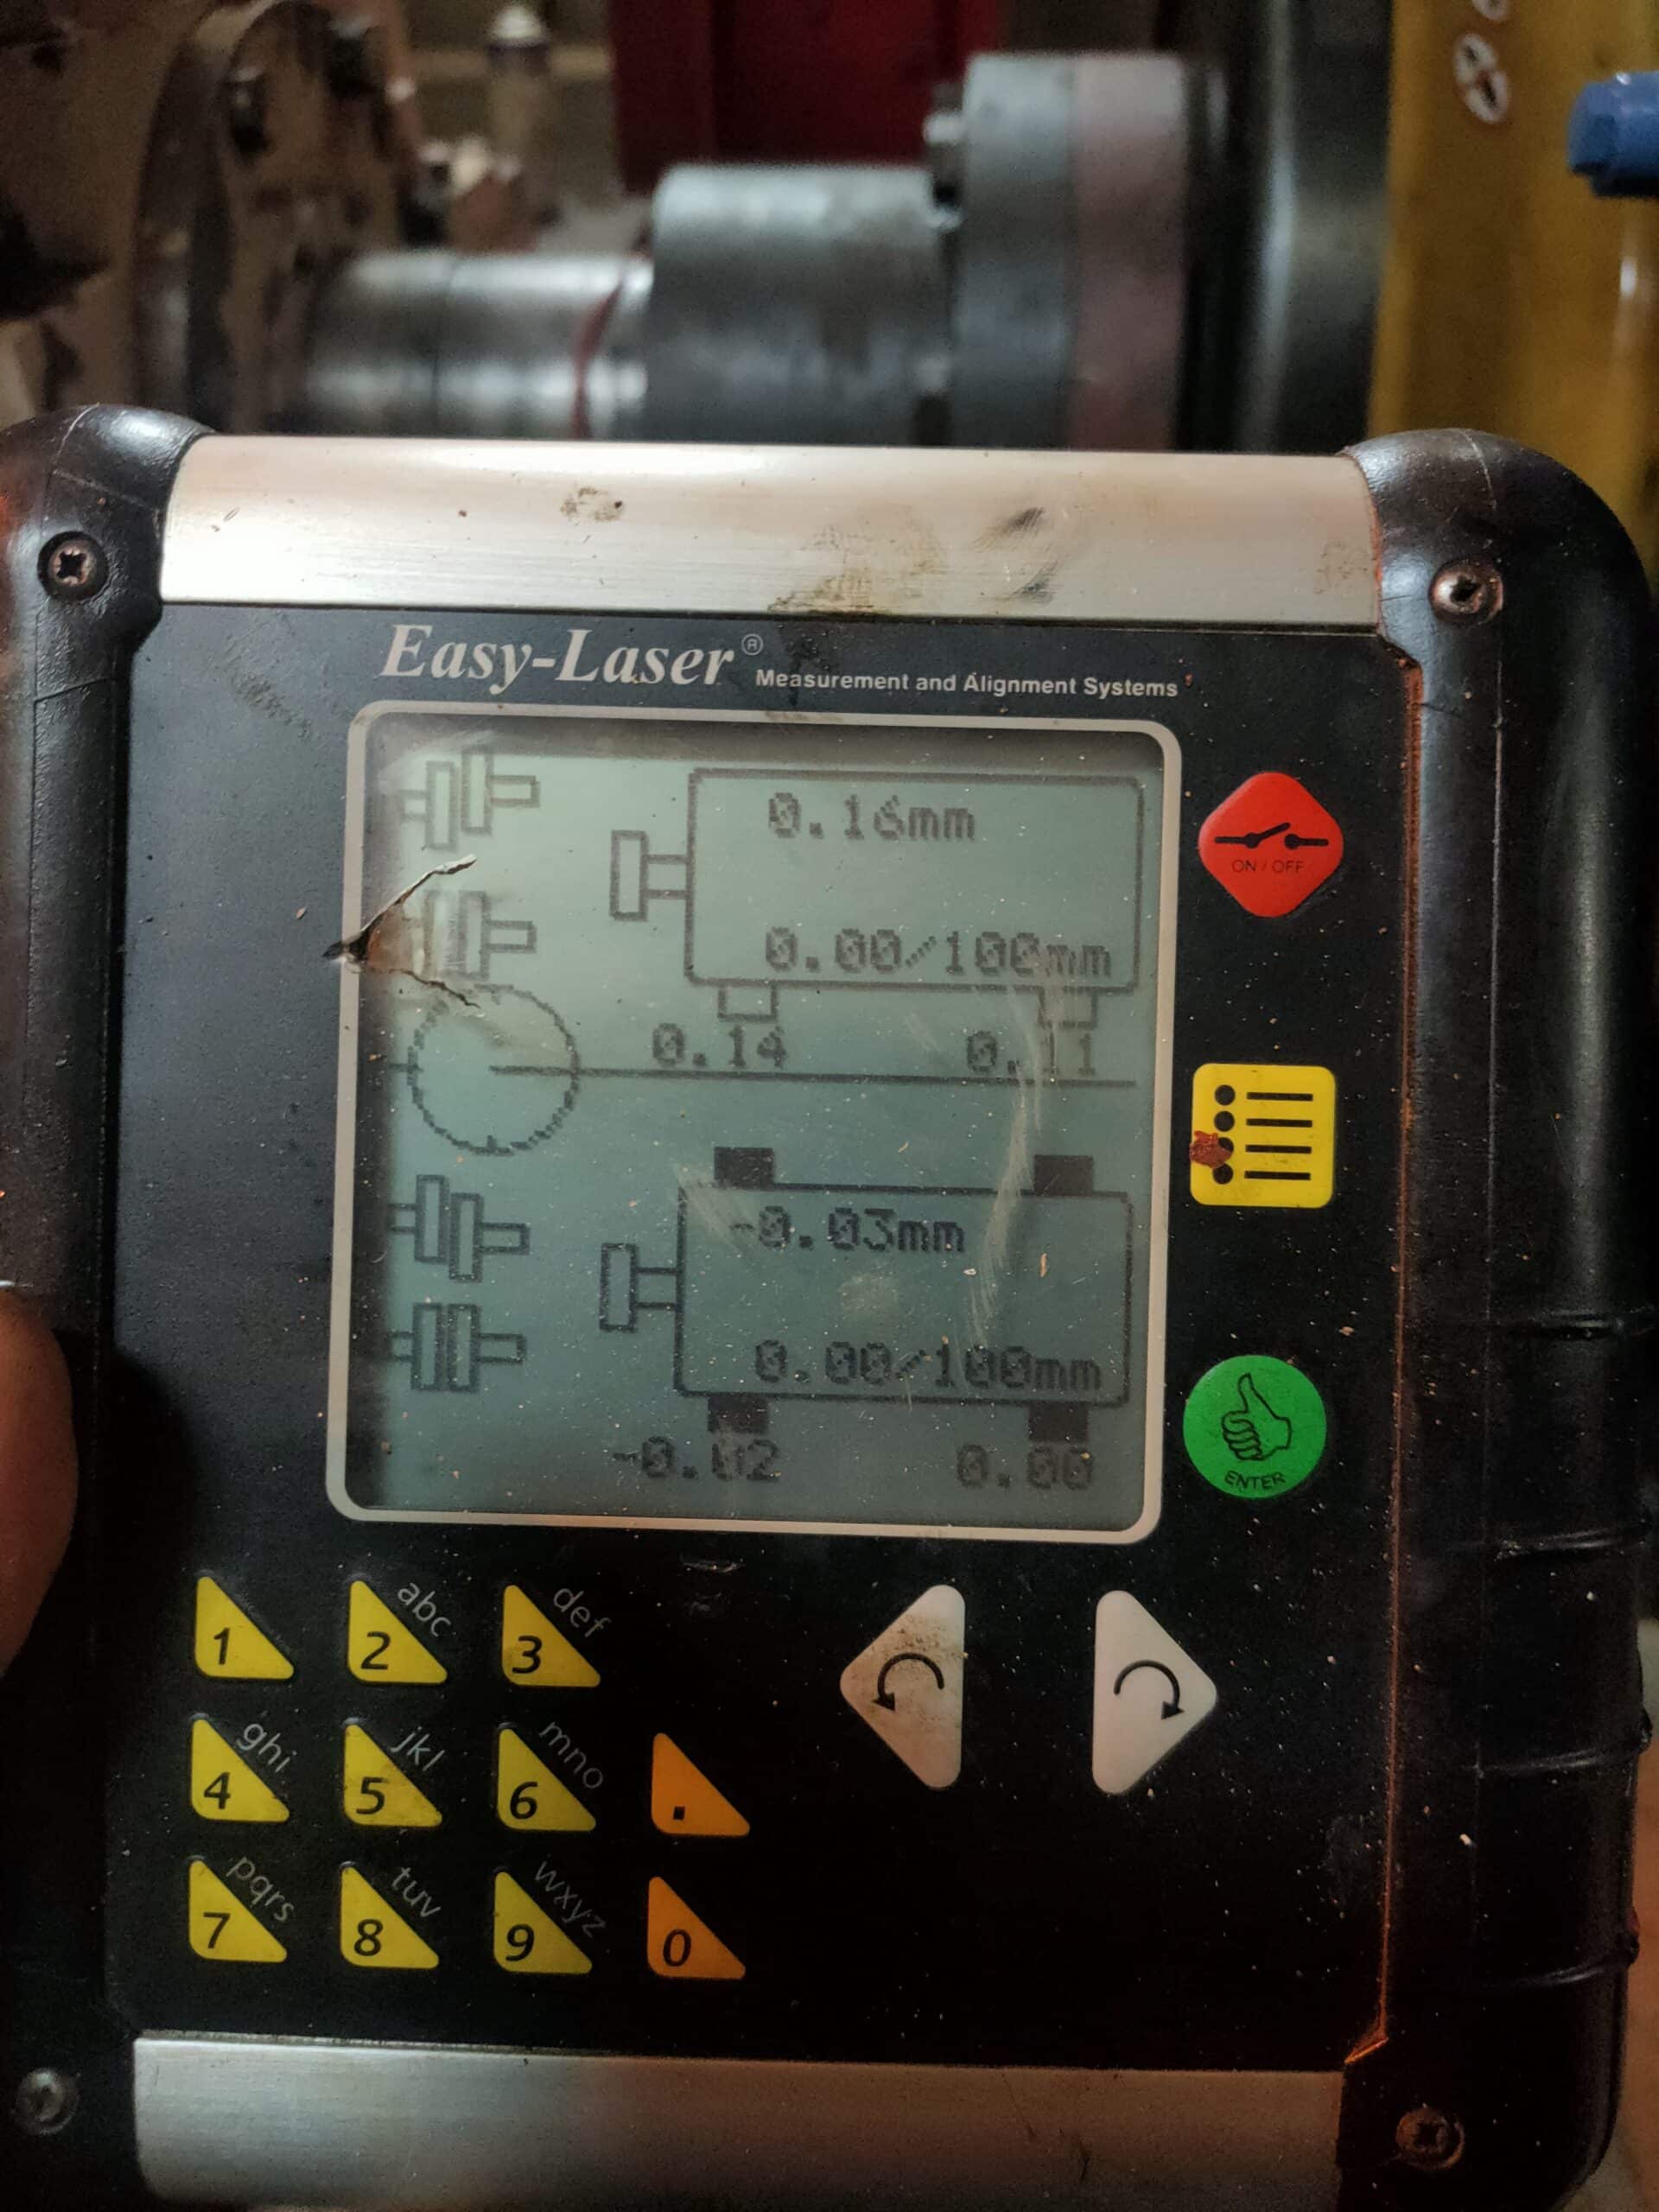 Easy-Laser®
Measurement and Alignment Systems
0.16mm
0.00/100mm
0.14 0.11
-0.03mm
0.00/100mm
-0.02 0.00
ON / OFF
ENTER
1 2 abc 3 def
4 ghi 5 jkl 6 mno .
7 pqrs 8 tuv 9 wxyz 0